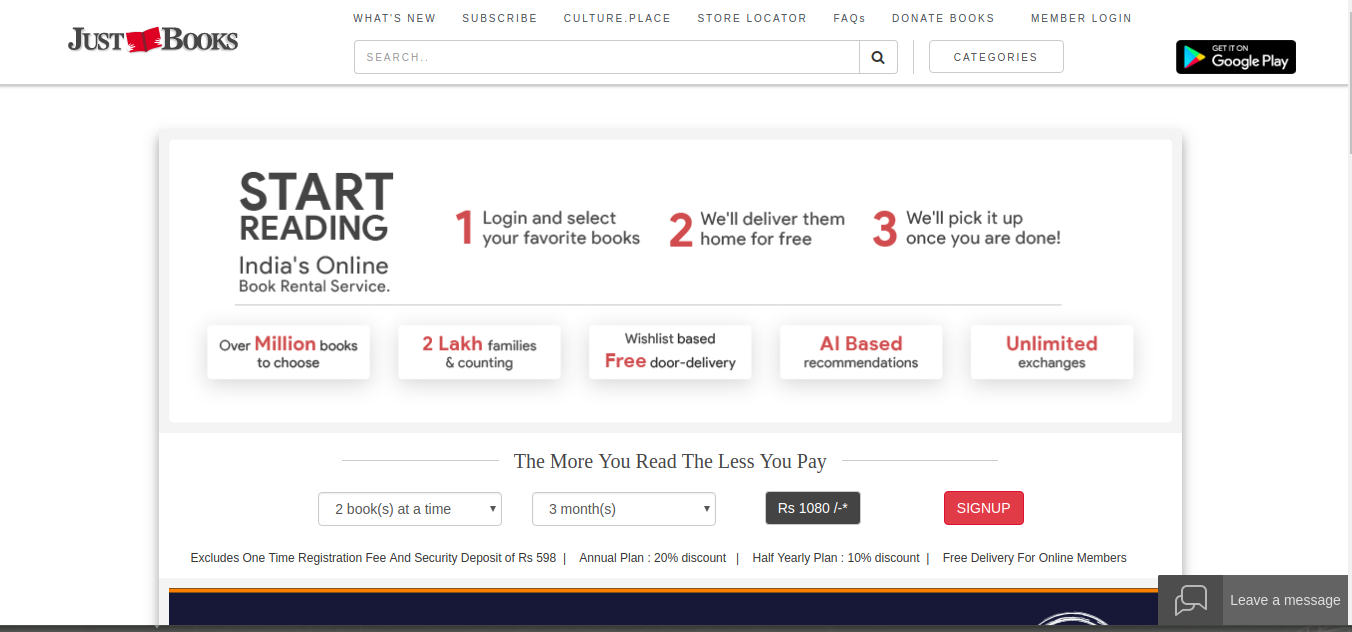 WHAT'S NEW SUBSCRIBE CULTURE.PLACE STORE LOCATOR FAQs DONATE BOOKS MEMBER LOGIN
JUST BOOKS
SEARCH..
CATEGORIES
GET IT ON
Google Play
START
READING
India's Online
Book Rental Service.
1 Login and select
your favorite books
2 We'll deliver them
home for free
3 We'll pick it up
once you are done!
Over Million books
to choose
2 Lakh families
& counting
Wishlist based
Free door-delivery
AI Based
recommendations
Unlimited
exchanges
The More You Read The Less You Pay
2 book(s) at a time
3 month(s)
Rs 1080 /-*
SIGNUP
Excludes One Time Registration Fee And Security Deposit of Rs 598 | Annual Plan : 20% discount | Half Yearly Plan : 10% discount | Free Delivery For Online Members
Leave a message